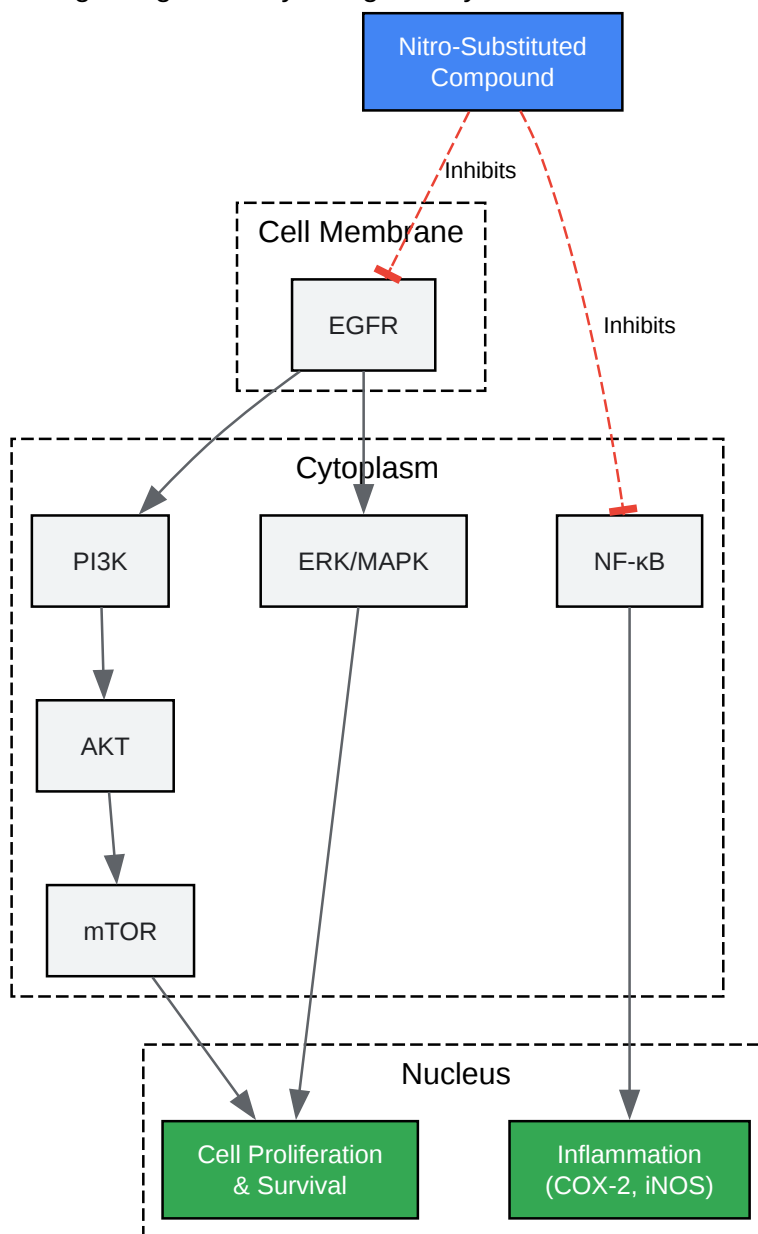 Nitro-Substituted
Compound
Inhibits
Cell Membrane
EGFR
Inhibits
Cytoplasm
PI3K
ERK/MAPK
NF-κB
AKT
mTOR
Nucleus
Cell Proliferation
& Survival
Inflammation
(COX-2, iNOS)